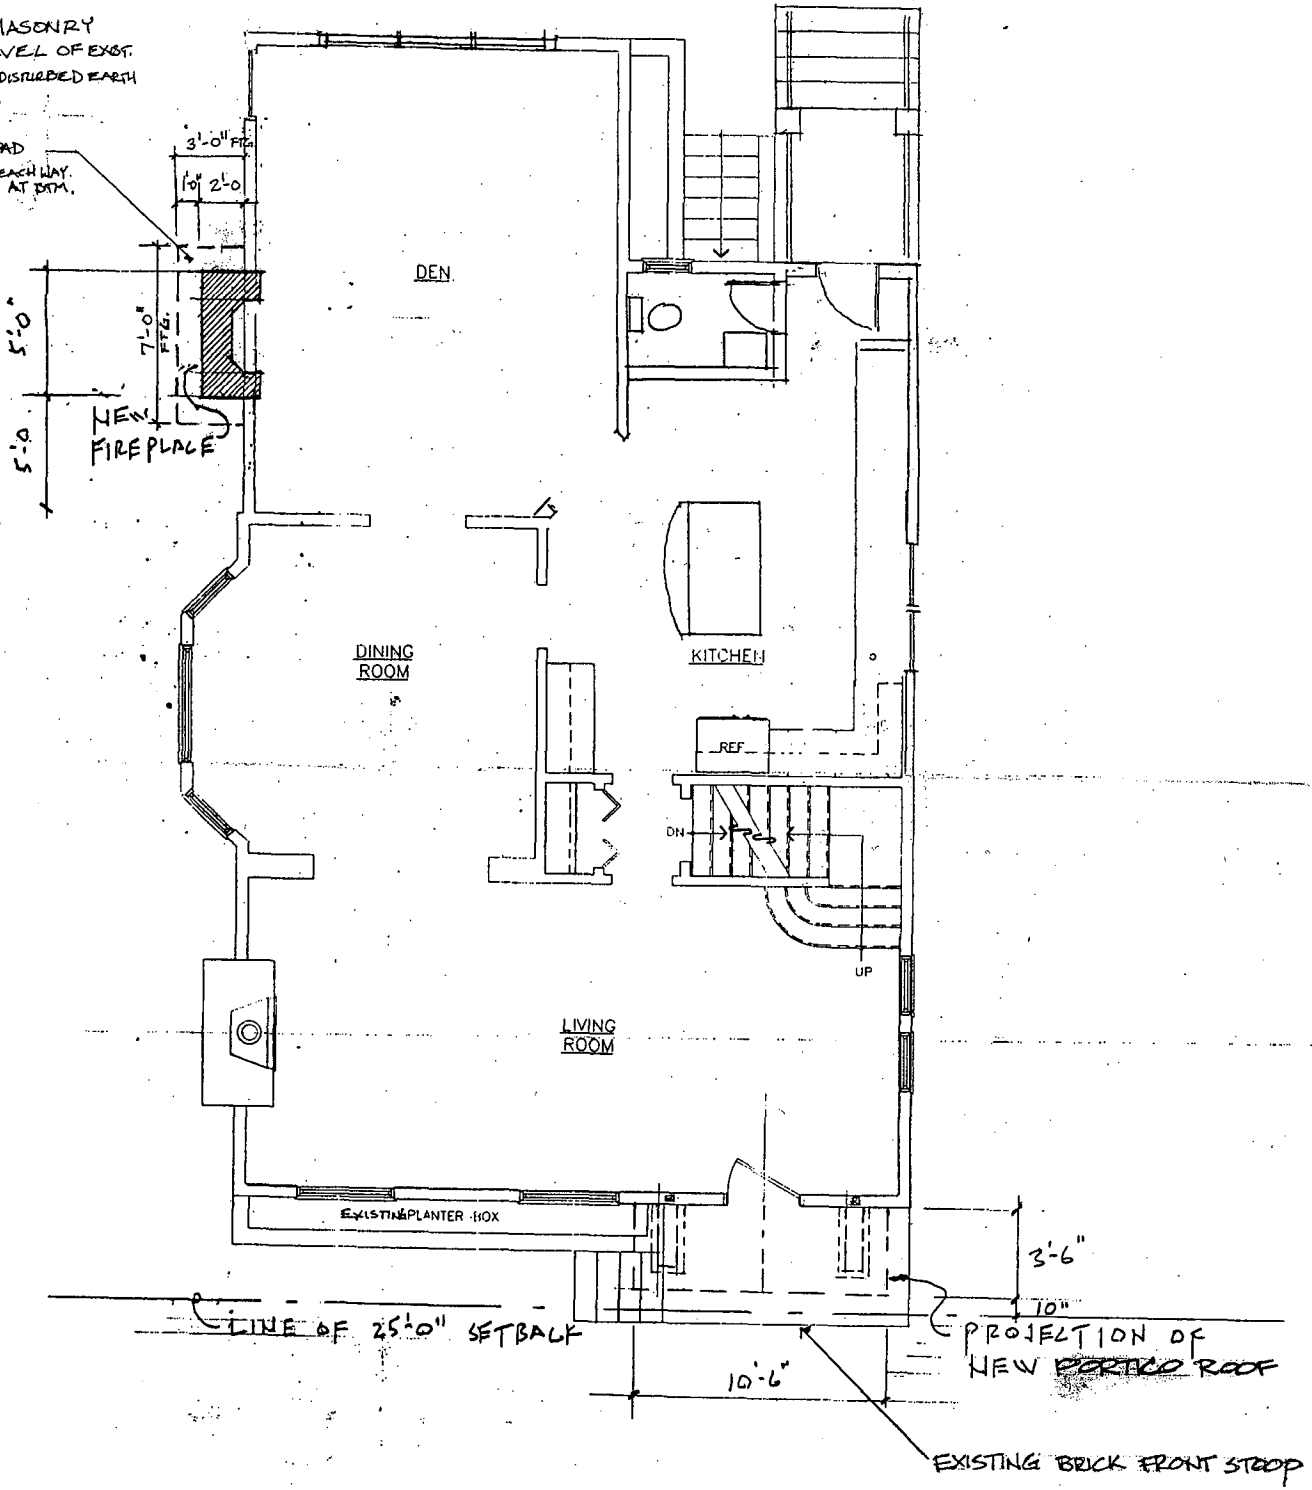 MASONRY
LEVEL OF EXIST.
DISTURBED EARTH
PAD
EACH WAY.
AT BTM.
3'-0" FTG.
1'-0" 2'-0
5'-0"
7'-0"
FTG.
5'-0
NEW
FIREPLACE
DEN
DINING
ROOM
KITCHEN
REF
DN
UP
LIVING
ROOM
EXISTING PLANTER BOX
3'-6"
10"
LINE OF 25'-0" SETBACK
PROJECTION OF
NEW PORTICO ROOF
10'-6"
EXISTING BRICK FRONT STOOP